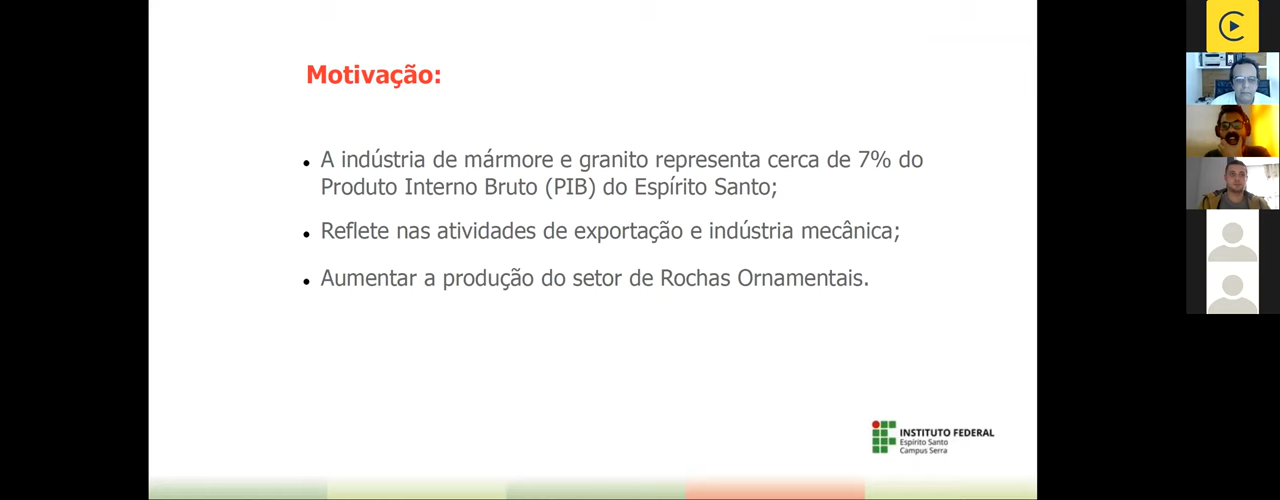 Motivação:
A indústria de mármore e granito representa cerca de 7% do
Produto Interno Bruto (PIB) do Espírito Santo;
Reflete nas atividades de exportação e indústria mecânica;
Aumentar a produção do setor de Rochas Ornamentais.
INSTITUTO FEDERAL
Espírito Santo
Campus Serra